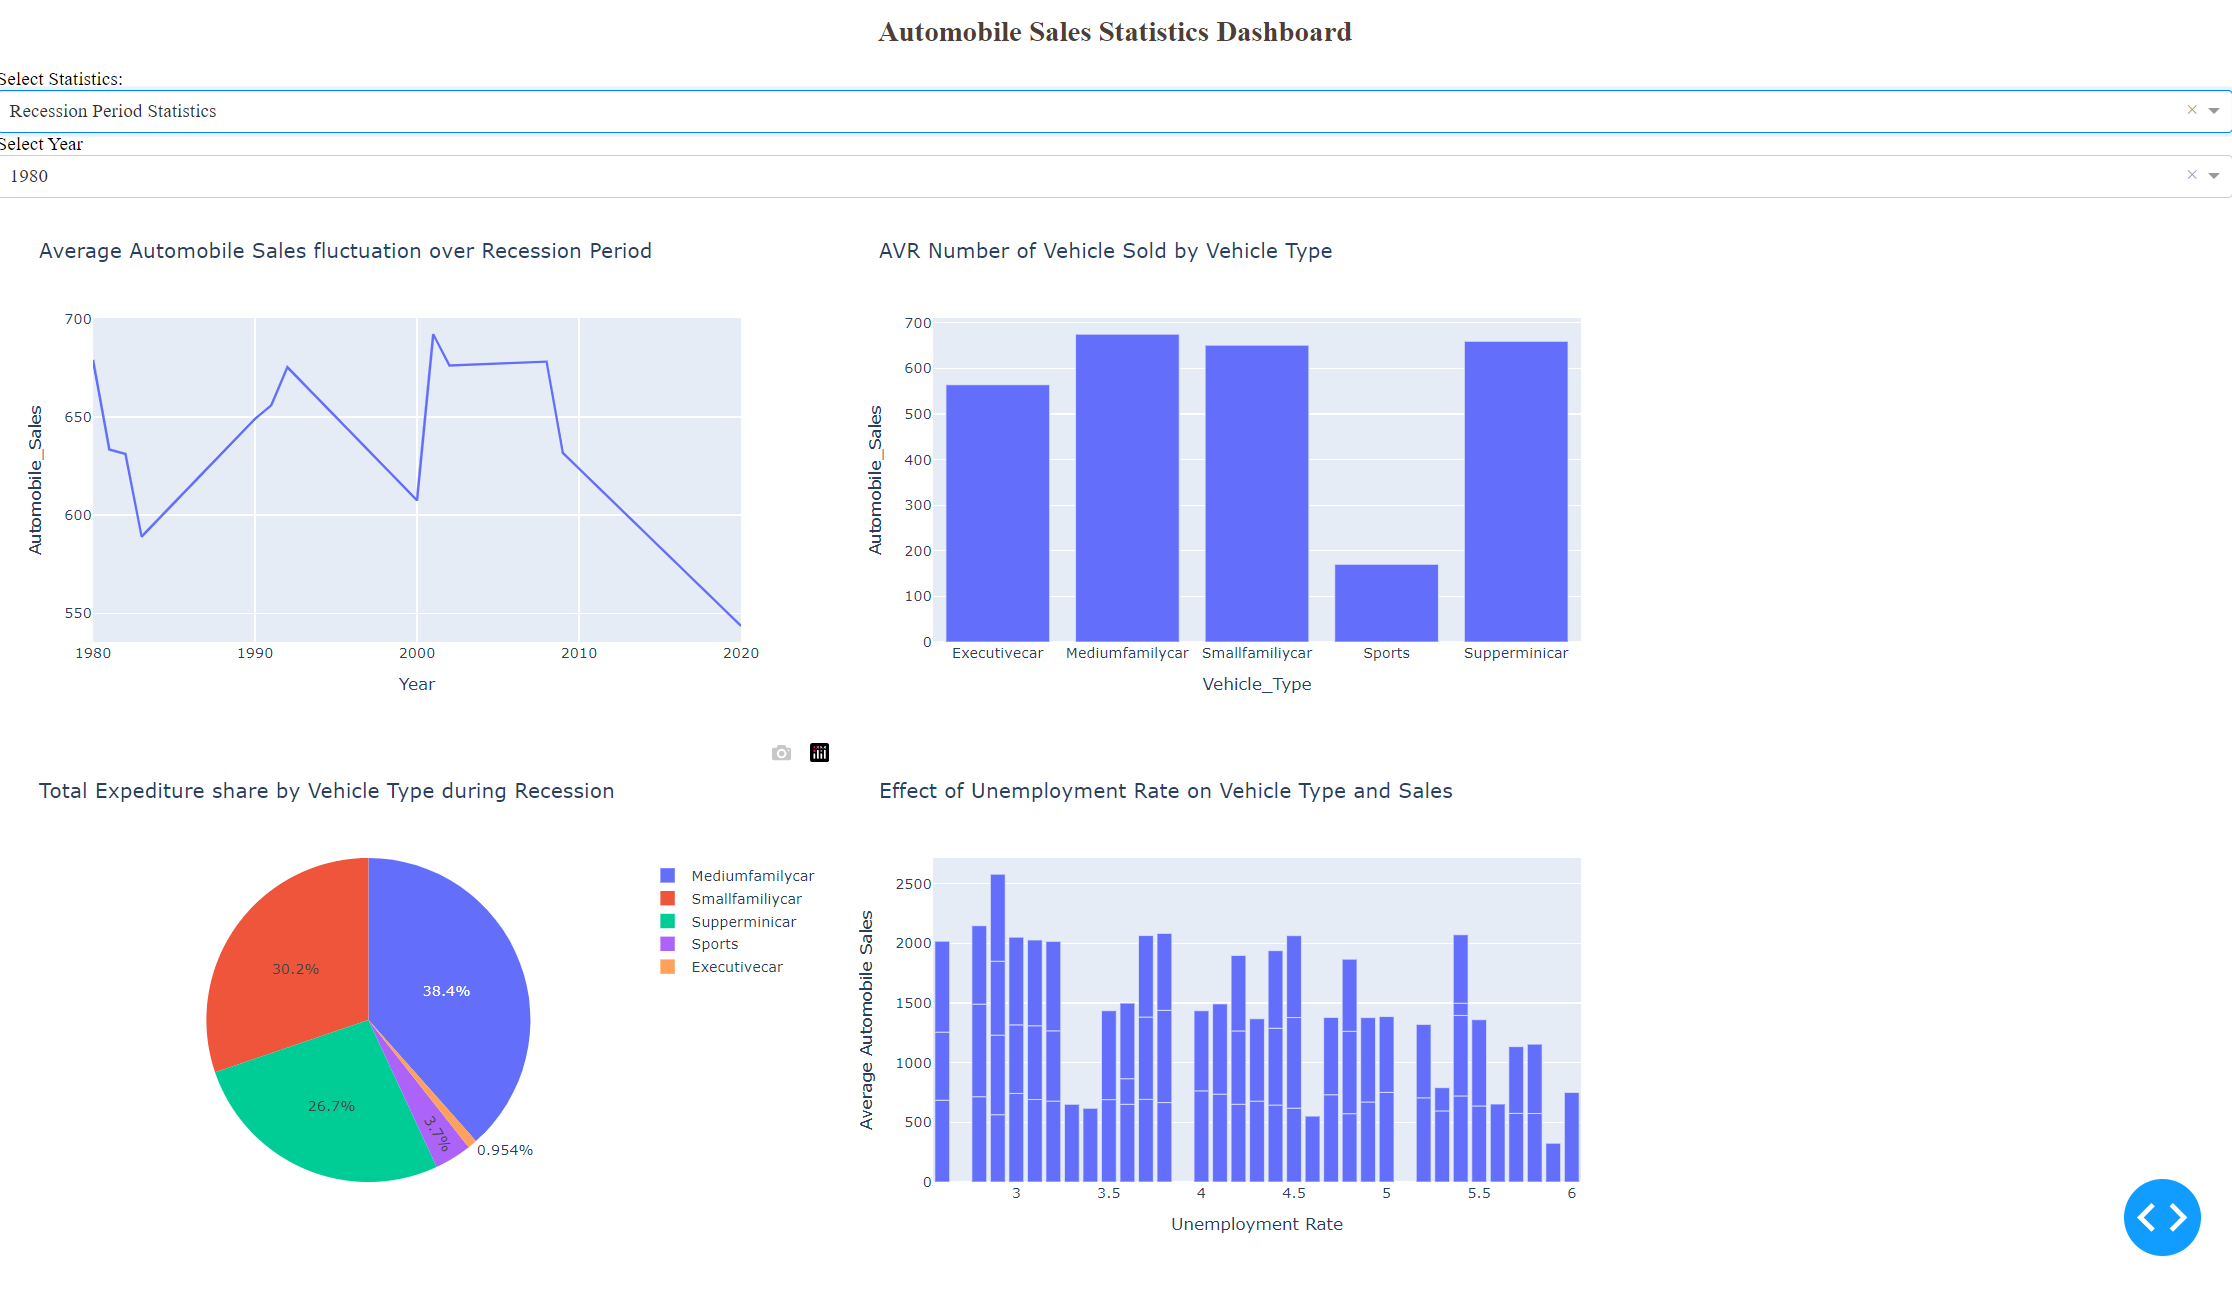 Automobile Sales Statistics Dashboard
Select Statistics:
Recession Period Statistics
×
Select Year
1980
×
Average Automobile Sales fluctuation over Recession Period
700
650
600
550
Automobile_Sales
1980 1990 2000 2010 2020
Year
AVR Number of Vehicle Sold by Vehicle Type
700
600
500
400
300
200
100
0
Automobile_Sales
Executivecar Mediumfamilycar Smallfamiliycar Sports Supperminicar
Vehicle_Type
Total Expediture share by Vehicle Type during Recession
38.4%
30.2%
26.7%
3.7%
0.954%
Mediumfamilycar
Smallfamiliycar
Supperminicar
Sports
Executivecar
Effect of Unemployment Rate on Vehicle Type and Sales
2500
2000
1500
1000
500
0
Average Automobile Sales
3 3.5 4 4.5 5 5.5 6
Unemployment Rate